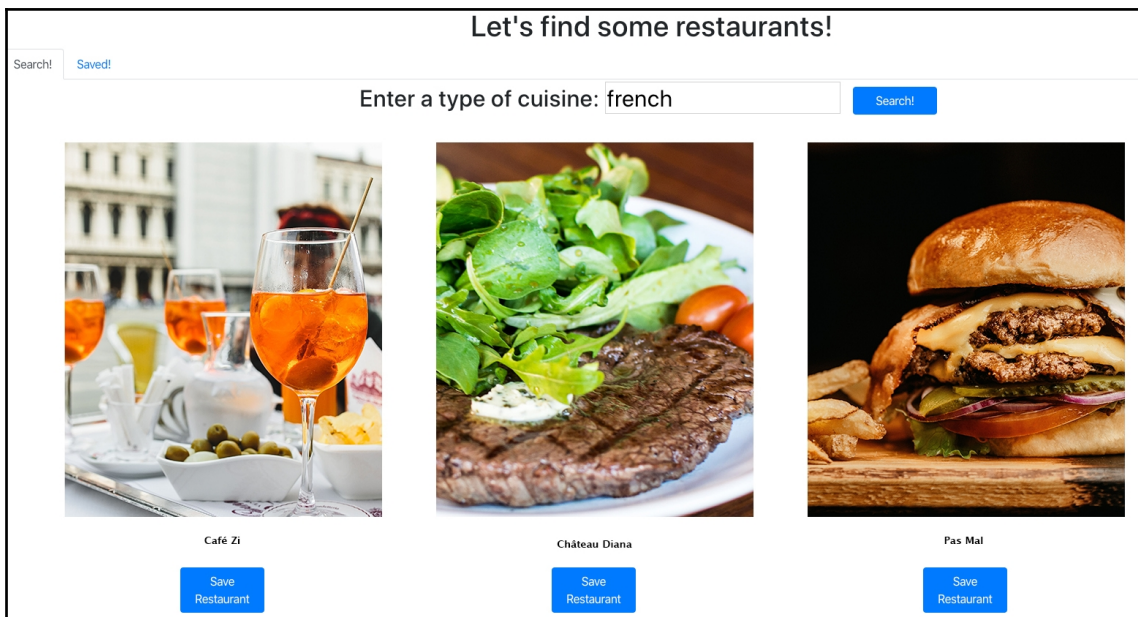 Let's find some restaurants!
Search! Saved!
Enter a type of cuisine: french Search!
Café Zi Château Diana Pas Mal
Save Restaurant Save Restaurant Save Restaurant